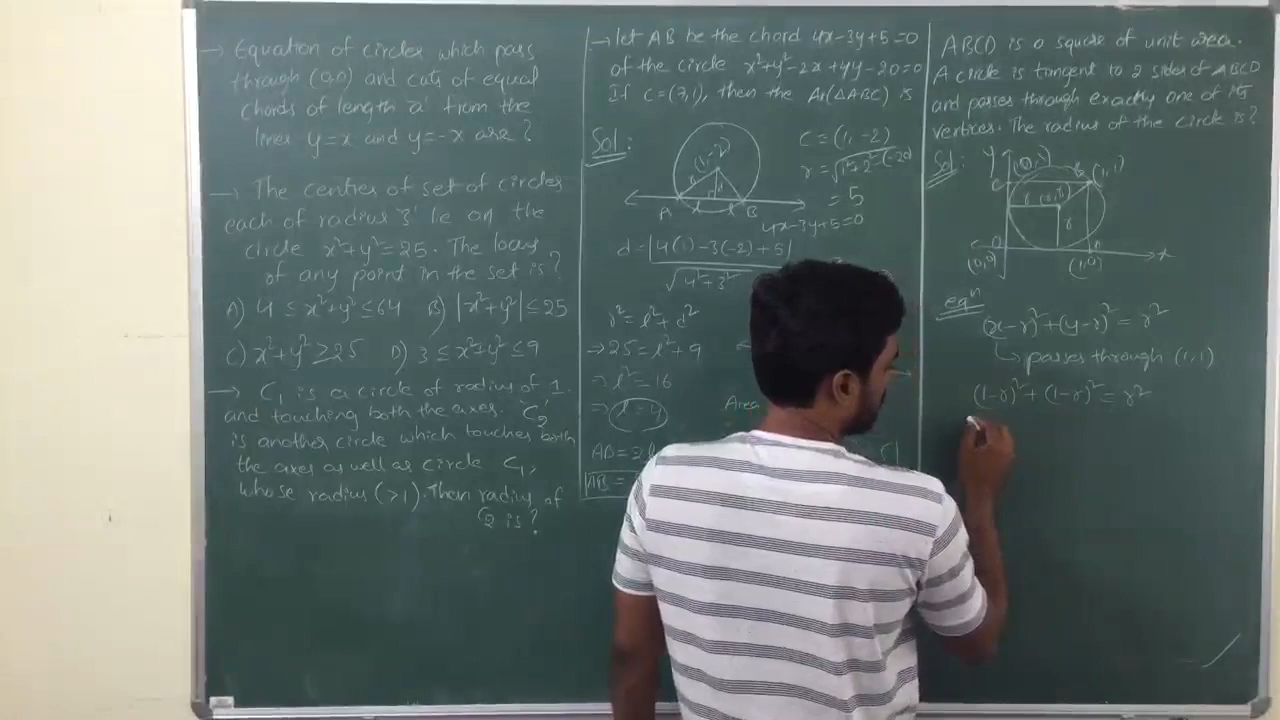 → Equation of circles which pass
through (0,0) and cuts of equal
chords of length 'a' from the
lines y=x and y=-x are?
→ The centres of set of circles
each of radius '3' lie on the
circle x²+y²=25. The locus
of any point in the set is?
A) 4 ≤ x²+y² ≤ 64 B) |x²+y²| ≤ 25
C) x²+y² ≥ 25 D) 3 ≤ x²+y² ≤ 9
→ C₁ is a circle of radius of 1
and touching both the axes. C₂
is another circle which touches both
the axes as well as circle C₁,
whose radius (>1). Then radius of
C₂ is?
→ let AB be the chord 4x-3y+5=0
of the circle x²+y²-2x+4y-20=0
If C=(7,1), then the Ar(ΔABC) is
Sol:
C = (1, -2)
r = √1²+2²-(-20)
= 5
(1,-2)
A l l B
4x-3y+5=0
d = |4(1)-3(-2)+5|
√4²+3²
r² = l²+d²
⇒ 25 = l²+9
⇒ l² = 16
⇒ l = 4
Area
AB = 2l
AB =
5|
ABCD is a square of unit area.
A circle is tangent to 2 sides of ABCD
and passes through exactly one of its
vertices. The radius of the circle is?
Sol:
y
(1,1)
(r,r)
r
(0,0)
(1,0)
x
eqⁿ
(x-r)²+(y-r)² = r²
↳ passes through (1,1)
(1-r)²+(1-r)² = r²